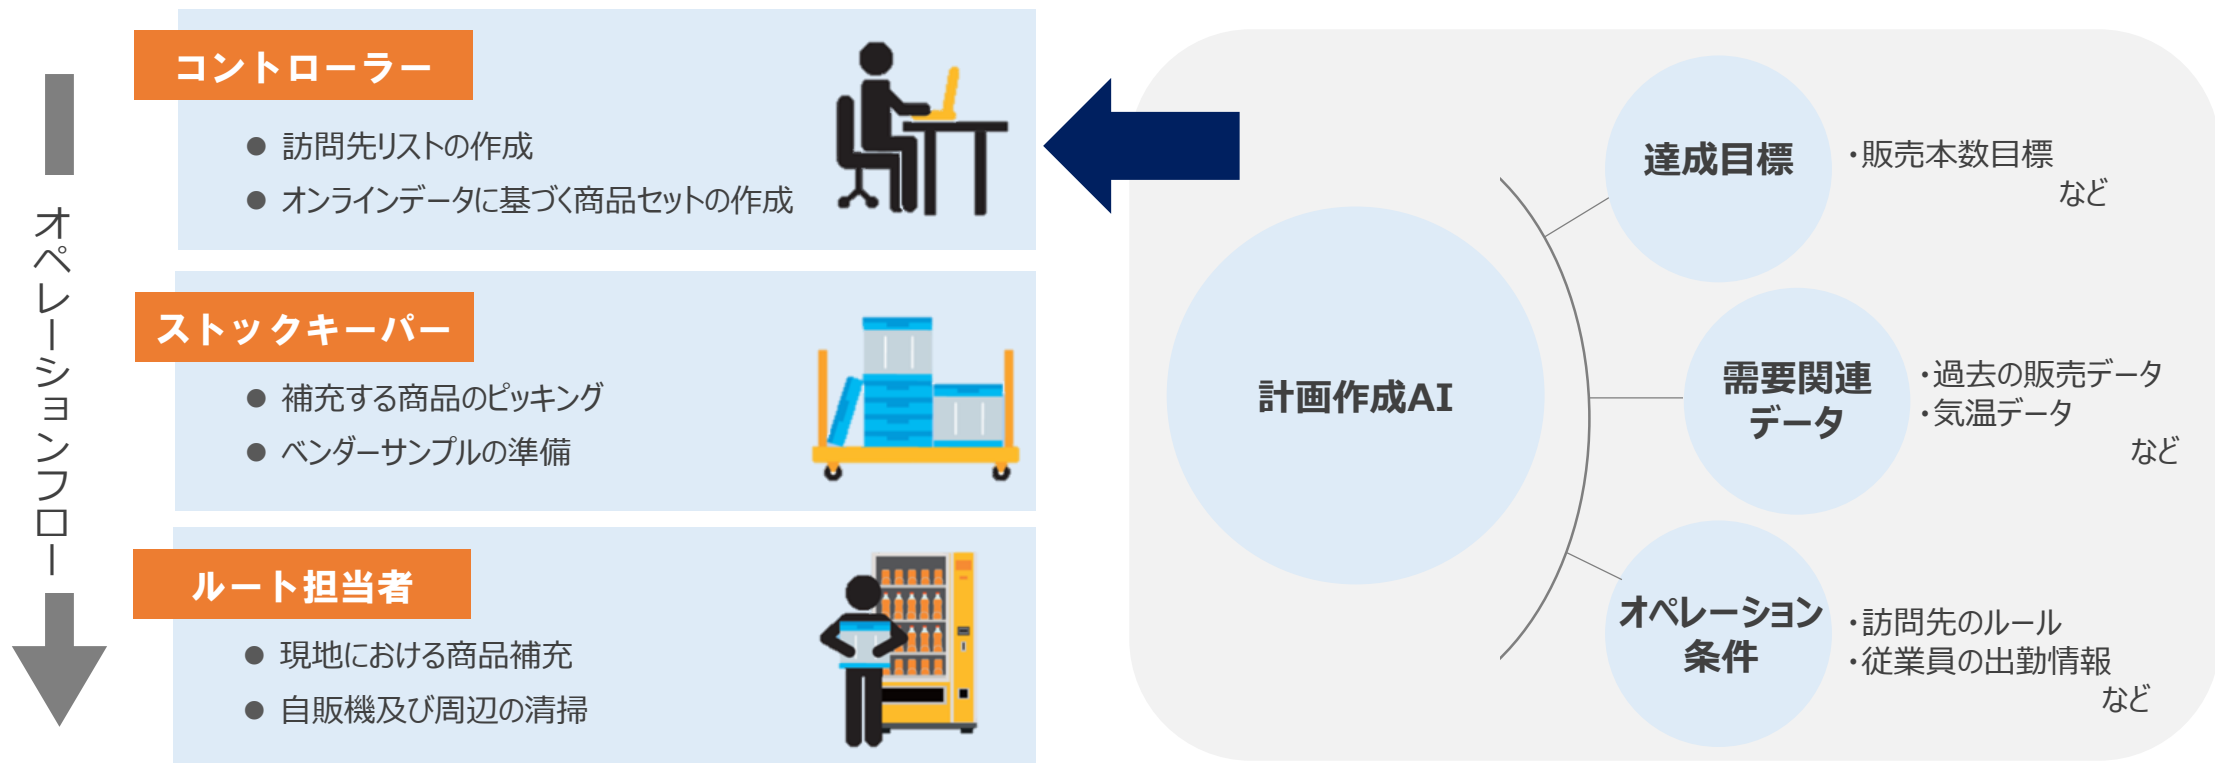 オペレーションフロー
コントローラー
● 訪問先リストの作成
● オンラインデータに基づく商品セットの作成
ストックキーパー
● 補充する商品のピッキング
● ベンダーサンプルの準備
ルート担当者
● 現地における商品補充
● 自販機及び周辺の清掃
計画作成AI
達成目標
・販売本数目標
など
需要関連
データ
・過去の販売データ
・気温データ
など
オペレーション
条件
・訪問先のルール
・従業員の出勤情報
など